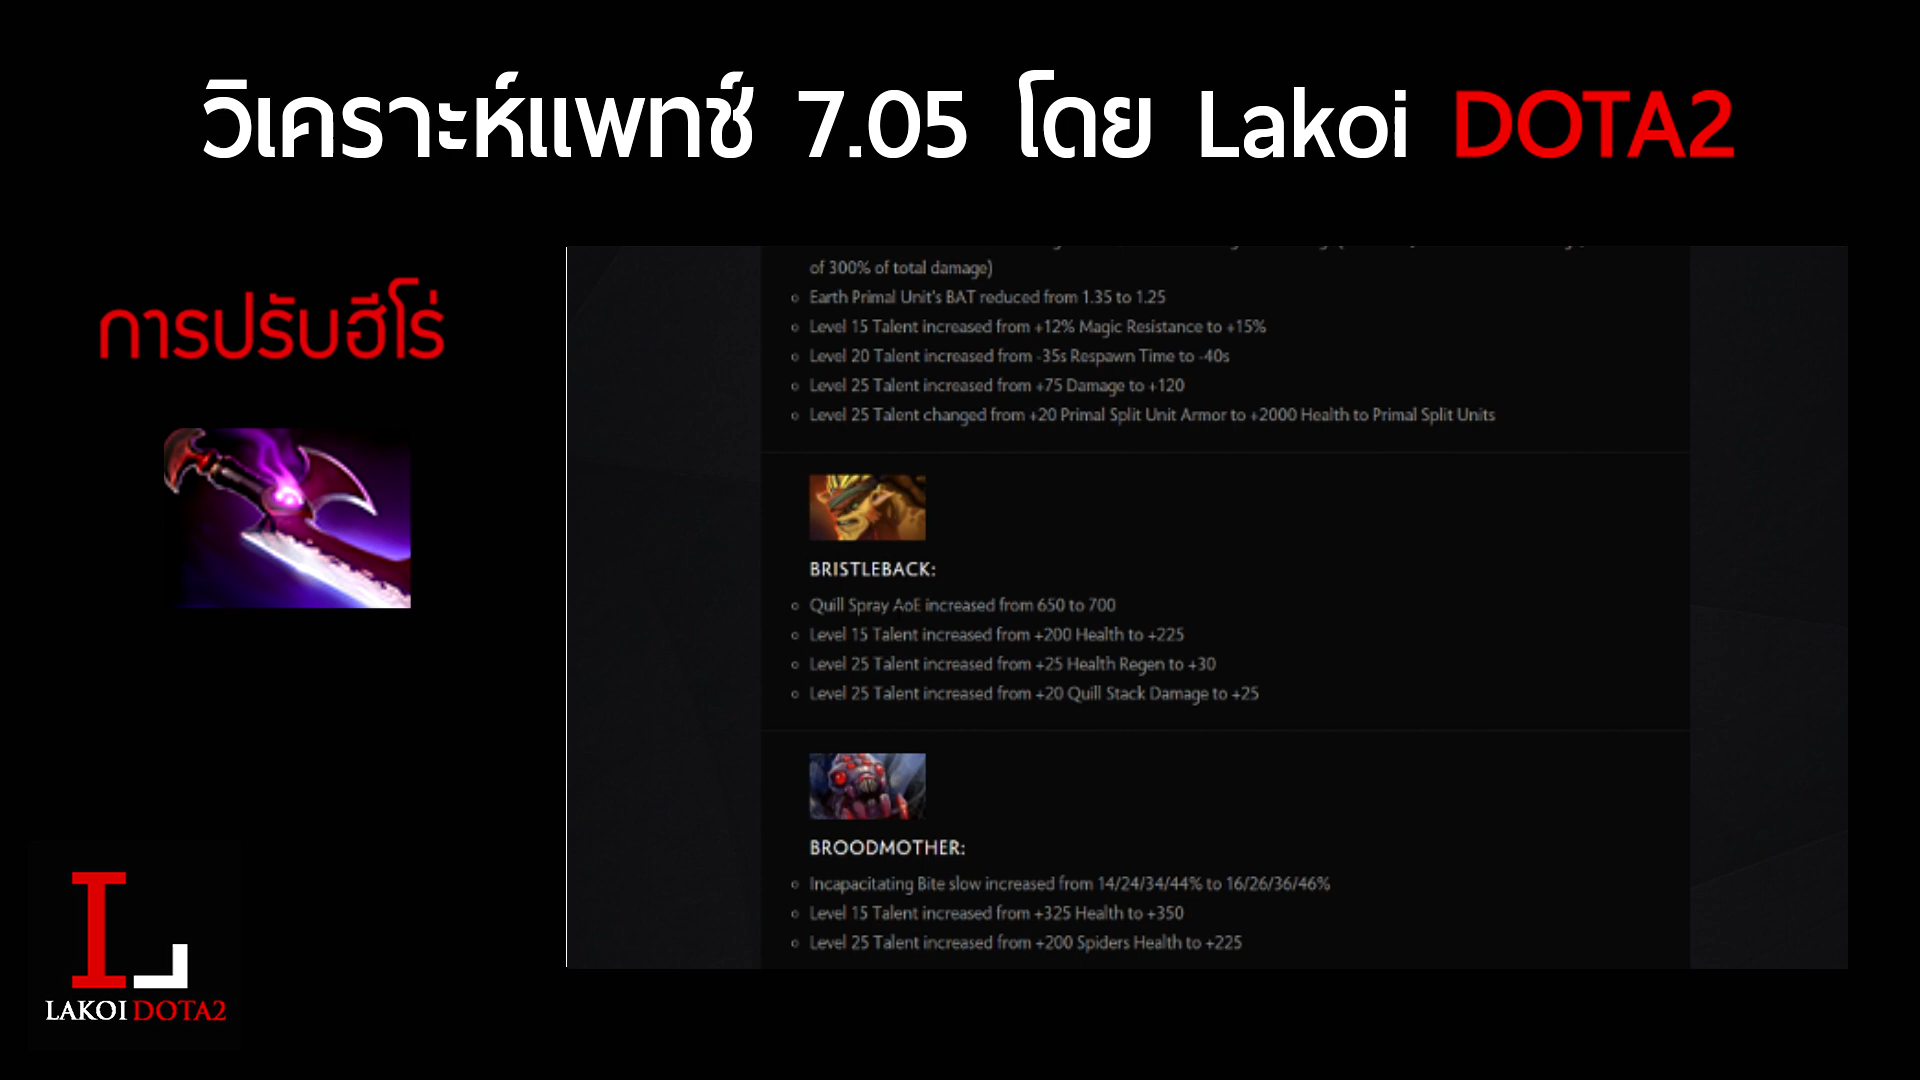 วิเคราะห์แพทช์ 7.05 โดย Lakoi DOTA2
การปรับฮีโร่
of 300% of total damage)
Earth Primal Unit's BAT reduced from 1.35 to 1.25
Level 15 Talent increased from +12% Magic Resistance to +15%
Level 20 Talent increased from -35s Respawn Time to -40s
Level 25 Talent increased from +75 Damage to +120
Level 25 Talent changed from +20 Primal Split Unit Armor to +2000 Health to Primal Split Units
BRISTLEBACK:
Quill Spray AoE increased from 650 to 700
Level 15 Talent increased from +200 Health to +225
Level 25 Talent increased from +25 Health Regen to +30
Level 25 Talent increased from +20 Quill Stack Damage to +25
BROODMOTHER:
Incapacitating Bite slow increased from 14/24/34/44% to 16/26/36/46%
Level 15 Talent increased from +325 Health to +350
Level 25 Talent increased from +200 Spiders Health to +225
LAKOI DOTA2